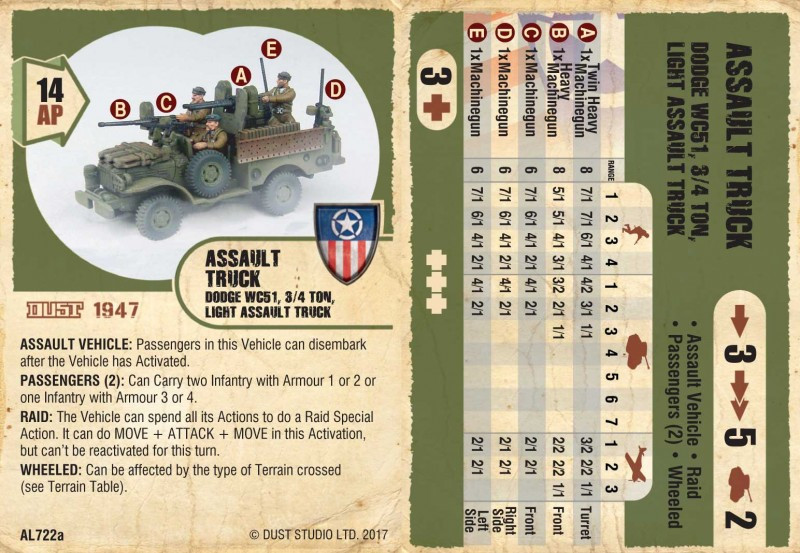 14
AP
A
B
C
D
E
ASSAULT
TRUCK
DODGE WC51, 3/4 TON,
LIGHT ASSAULT TRUCK
DUST 1947
ASSAULT VEHICLE: Passengers in this Vehicle can disembark
after the Vehicle has Activated.
PASSENGERS (2): Can Carry two Infantry with Armour 1 or 2 or
one Infantry with Armour 3 or 4.
RAID: The Vehicle can spend all its Actions to do a Raid Special
Action. It can do MOVE + ATTACK + MOVE in this Activation,
but can't be reactivated for this turn.
WHEELED: Can be affected by the type of Terrain crossed
(see Terrain Table).
AL722a
© DUST STUDIO LTD. 2017
ASSAULT TRUCK
DODGE WC51, 3/4 TON,
LIGHT ASSAULT TRUCK
3 5 2
• Assault Vehicle • Raid
• Passengers (2) • Wheeled
RANGE 1 2 3 4 1 2 3 4 5 6 7 1 2 3
A 1x Twin Heavy Machinegun 8 7/1 7/1 6/1 4/1 4/2 3/1 1/1 3/2 2/2 1/1 Turret
B 1x Heavy Machinegun 8 5/1 5/1 4/1 3/1 3/2 2/1 1/1 2/2 2/2 1/1 Front
C 1x Machinegun 6 7/1 6/1 4/1 2/1 4/1 2/1 2/1 2/1 Front
D 1x Machinegun 6 7/1 6/1 4/1 2/1 4/1 2/1 2/1 2/1 Right Side
E 1x Machinegun 6 7/1 6/1 4/1 2/1 4/1 2/1 2/1 2/1 Left Side
3